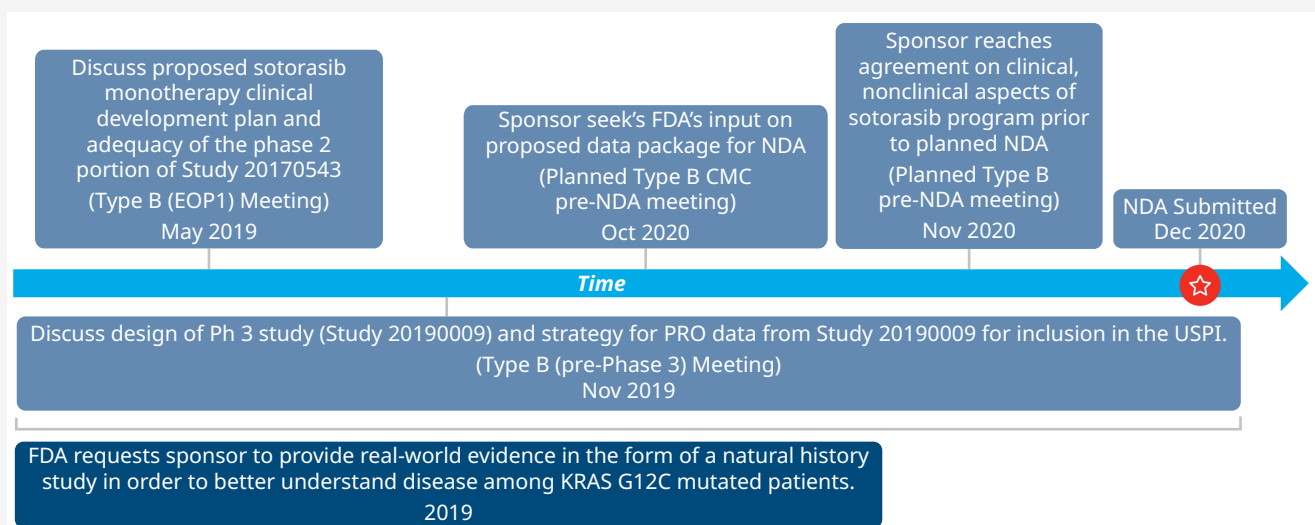 Discuss proposed sotorasib
monotherapy clinical
development plan and
adequacy of the phase 2
portion of Study 20170543
(Type B (EOP1) Meeting)
May 2019
Sponsor seek's FDA's input on
proposed data package for NDA
(Planned Type B CMC
pre-NDA meeting)
Oct 2020
Sponsor reaches
agreement on clinical,
nonclinical aspects of
sotorasib program prior
to planned NDA
(Planned Type B
pre-NDA meeting)
Nov 2020
NDA Submitted
Dec 2020
Time
Discuss design of Ph 3 study (Study 20190009) and strategy for PRO data from Study 20190009 for inclusion in the USPI.
(Type B (pre-Phase 3) Meeting)
Nov 2019
FDA requests sponsor to provide real-world evidence in the form of a natural history
study in order to better understand disease among KRAS G12C mutated patients.
2019